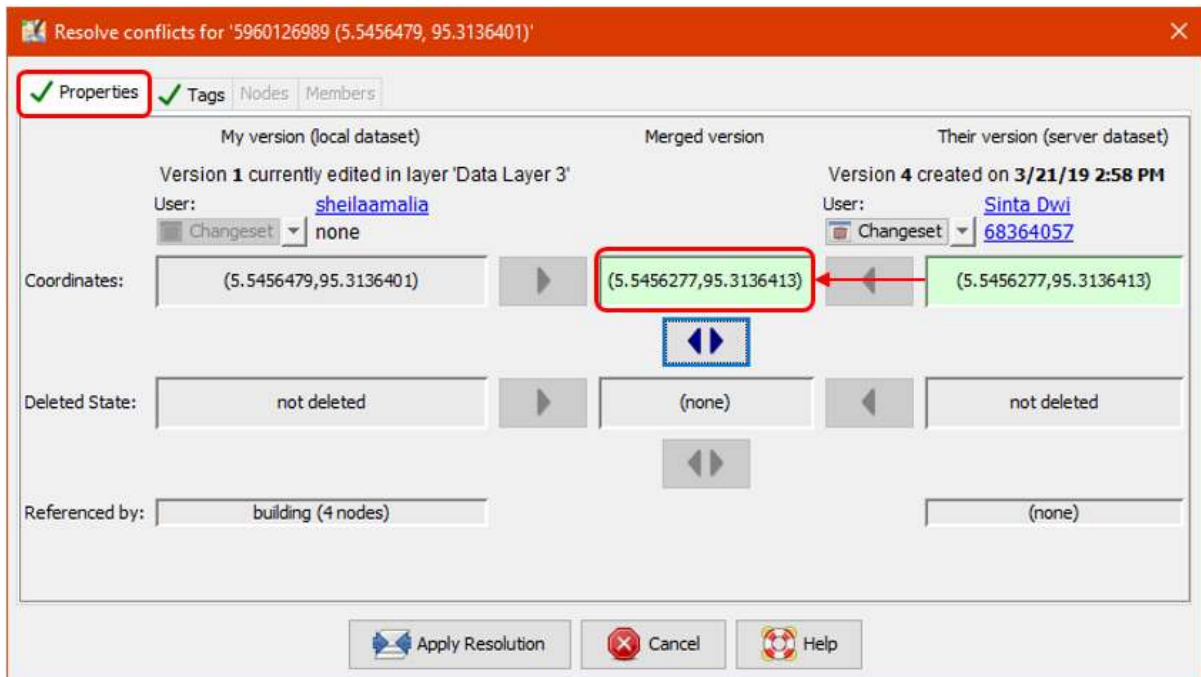 Resolve conflicts for '5960126989 (5.5456479, 95.3136401)'
Properties Tags Nodes Members
My version (local dataset) Merged version Their version (server dataset)
Version 1 currently edited in layer 'Data Layer 3' Version 4 created on 3/21/19 2:58 PM
User: sheilaamalia User: Sinta Dwi
Changeset none Changeset 68364057
Coordinates: (5.5456479,95.3136401) (5.5456277,95.3136413) (5.5456277,95.3136413)
Deleted State: not deleted (none) not deleted
Referenced by: building (4 nodes) (none)
Apply Resolution Cancel Help